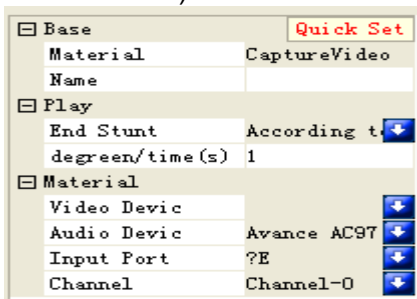 Base Quick Set
Material CaptureVideo
Name
Play
End Stunt According t
degreen/time(s) 1
Material
Video Devic
Audio Devic Avance AC97
Input Port ?E
Channel Channel-0